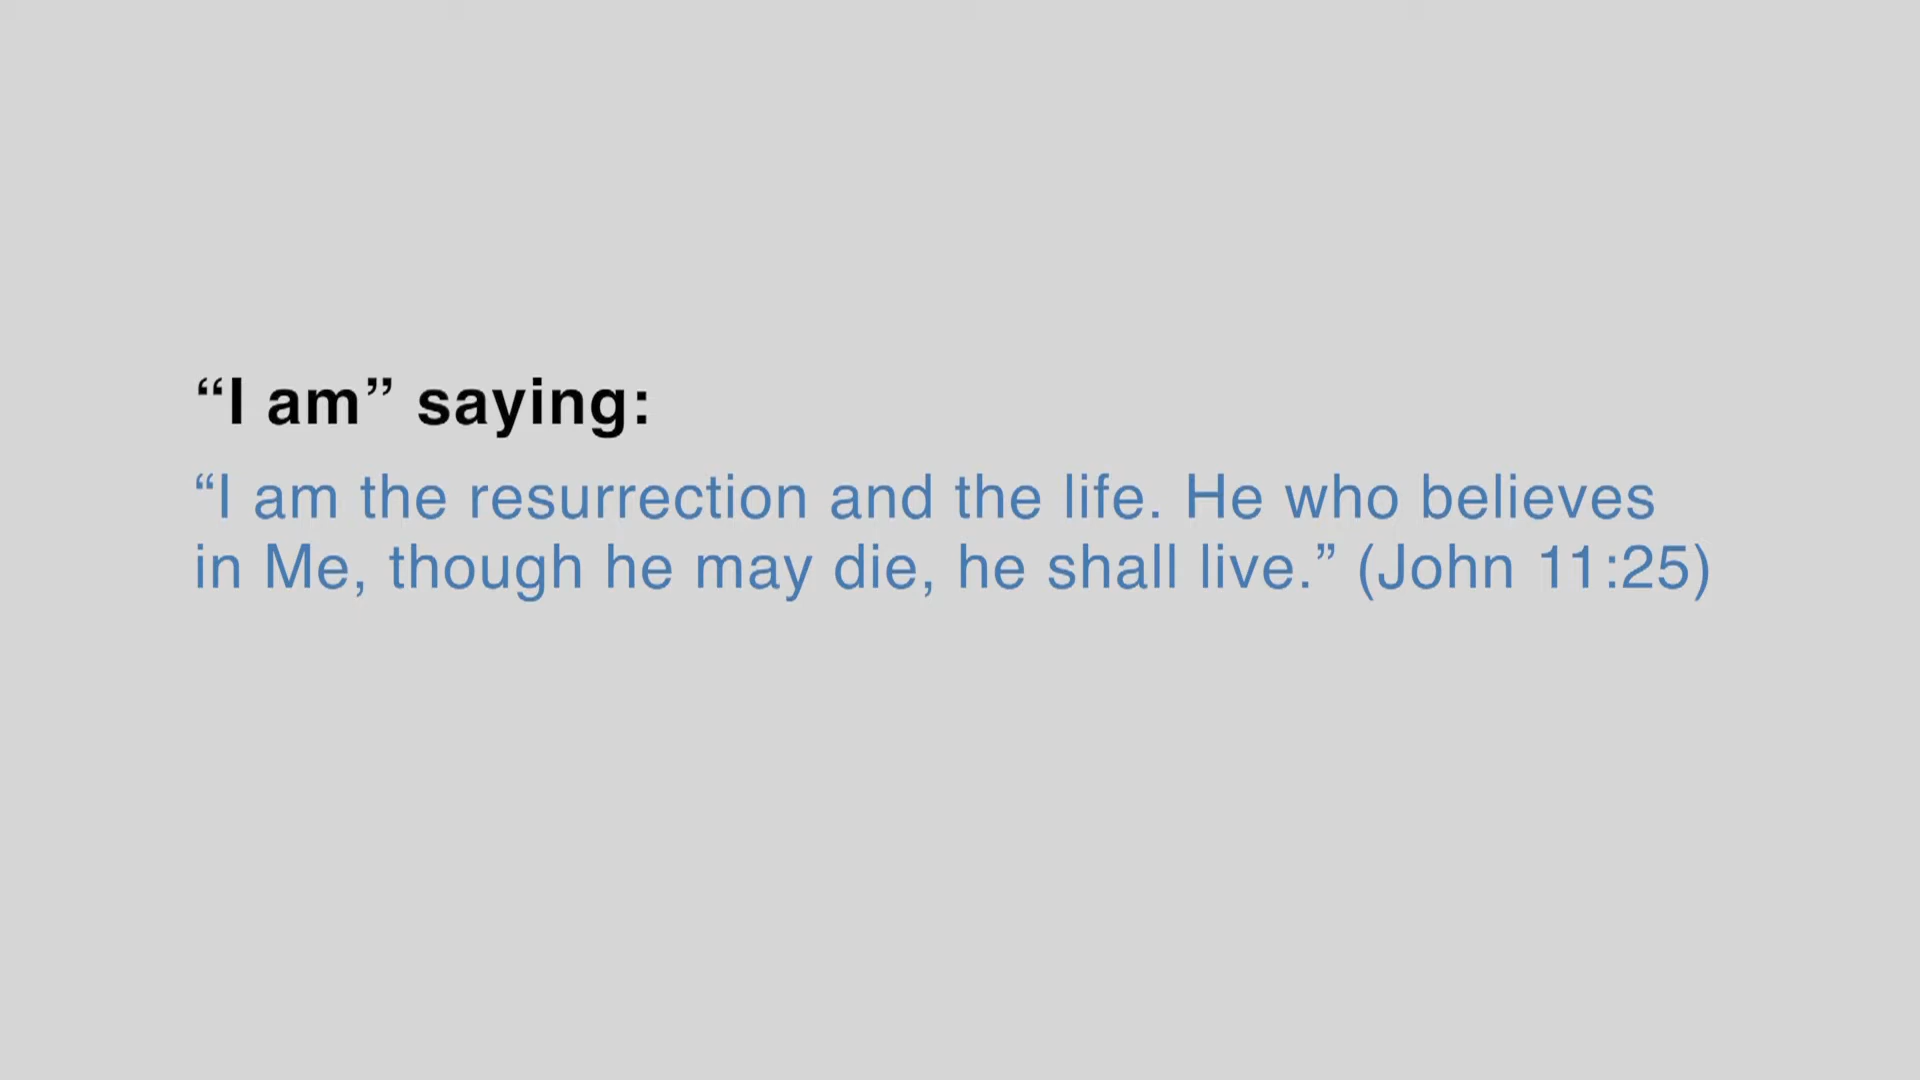 “I am” saying:
“I am the resurrection and the life. He who believes
in Me, though he may die, he shall live.” (John 11:25)